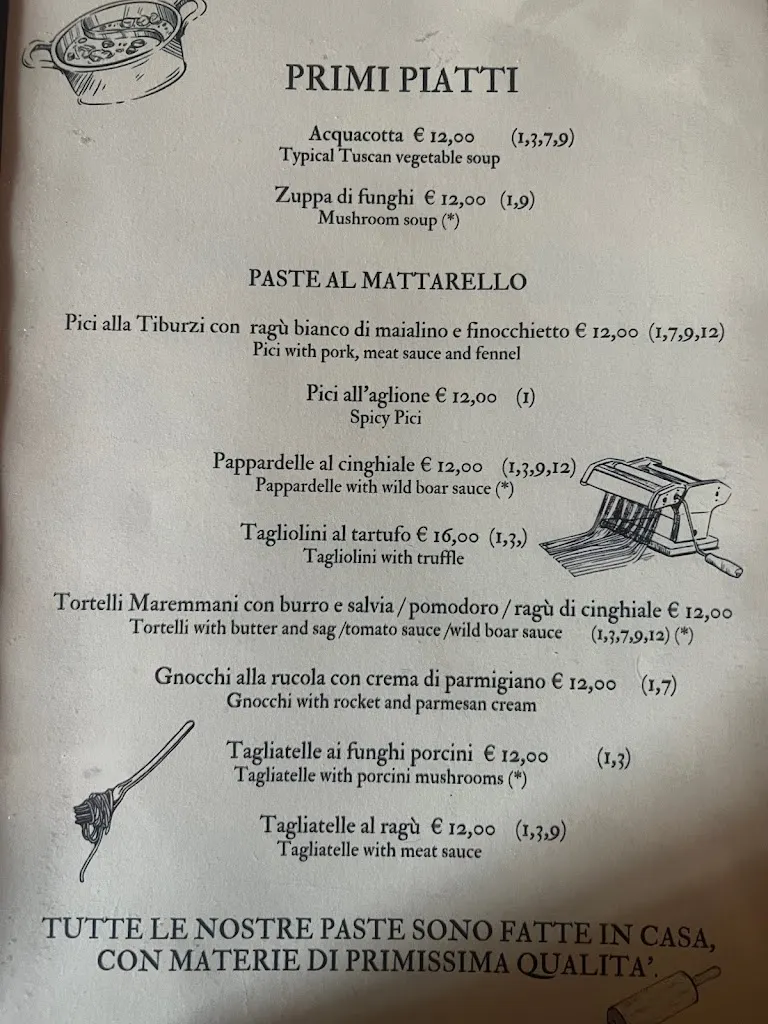 PRIMI PIATTI
Acquacotta € 12,00 (1,3,7,9)
Typical Tuscan vegetable soup
Zuppa di funghi € 12,00 (1,9)
Mushroom soup (*)
PASTE AL MATTARELLO
Pici alla Tiburzi con ragù bianco di maialino e finocchietto € 12,00 (1,7,9,12)
Pici with pork, meat sauce and fennel
Pici all'aglione € 12,00 (1)
Spicy Pici
Pappardelle al cinghiale € 12,00 (1,3,9,12)
Pappardelle with wild boar sauce (*)
Tagliolini al tartufo € 16,00 (1,3,)
Tagliolini with truffle
Tortelli Maremmani con burro e salvia / pomodoro / ragù di cinghiale € 12,00
Tortelli with butter and sag /tomato sauce /wild boar sauce (1,3,7,9,12) (*)
Gnocchi alla rucola con crema di parmigiano € 12,00 (1,7)
Gnocchi with rocket and parmesan cream
Tagliatelle ai funghi porcini € 12,00 (1,3)
Tagliatelle with porcini mushrooms (*)
Tagliatelle al ragù € 12,00 (1,3,9)
Tagliatelle with meat sauce
TUTTE LE NOSTRE PASTE SONO FATTE IN CASA,
CON MATERIE DI PRIMISSIMA QUALITA'.